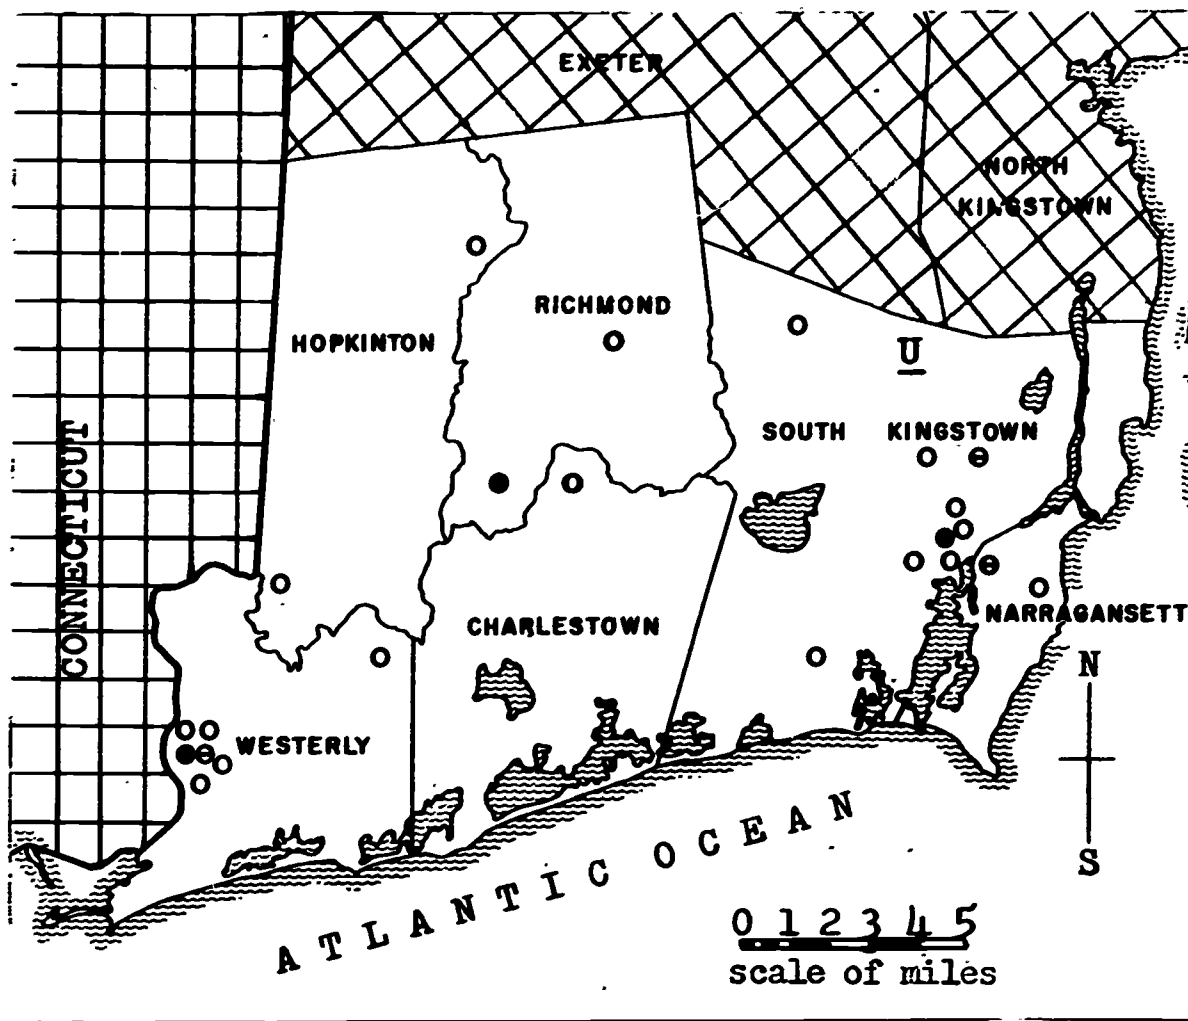 EXETER
NORTH
KINGSTOWN
RICHMOND
HOPKINTON
U
SOUTH KINGSTOWN
CONNECTICUT
CHARLESTOWN
NARRAGANSETT
N
WESTERLY
S
ATLANTIC OCEAN
0 1 2 3 4 5
scale of miles